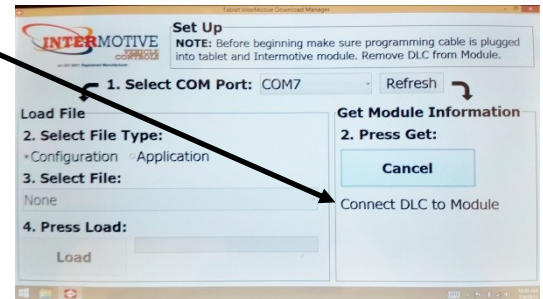 Tablet InterMotive Download Manager
INTERMOTIVE
VEHICLE
CONTROLS
Set Up
NOTE: Before beginning make sure programming cable is plugged
into tablet and Intermotive module. Remove DLC from Module.
1. Select COM Port: COM7 Refresh
Load File
2. Select File Type:
Configuration Application
3. Select File:
None
4. Press Load:
Load
Get Module Information
2. Press Get:
Cancel
Connect DLC to Module